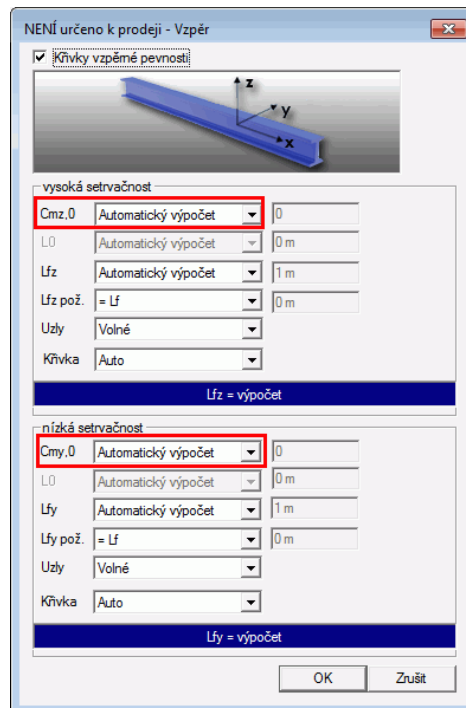 NENÍ určeno k prodeji - Vzpěr
Křivky vzpěrné pevnosti
z
y
x
vysoká setrvačnost
Cmz,0 Automatický výpočet 0
L0 Automatický výpočet 0 m
Lfz Automatický výpočet 1 m
Lfz pož. = Lf 0 m
Uzly Volné
Křivka Auto
Lfz = výpočet
nízká setrvačnost
Cmy,0 Automatický výpočet 0
L0 Automatický výpočet 0 m
Lfy Automatický výpočet 1 m
Lfy pož. = Lf 0 m
Uzly Volné
Křivka Auto
Lfy = výpočet
OK Zrušit